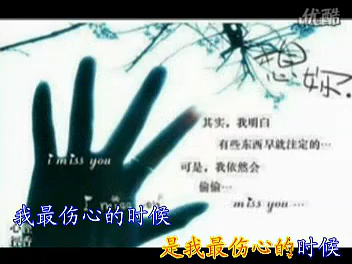 优酷
其实，我明白
有些东西早就注定的…
i miss you
可是，我依然会
偷偷…
miss you …
我最伤心的时候
是我最伤心的时候